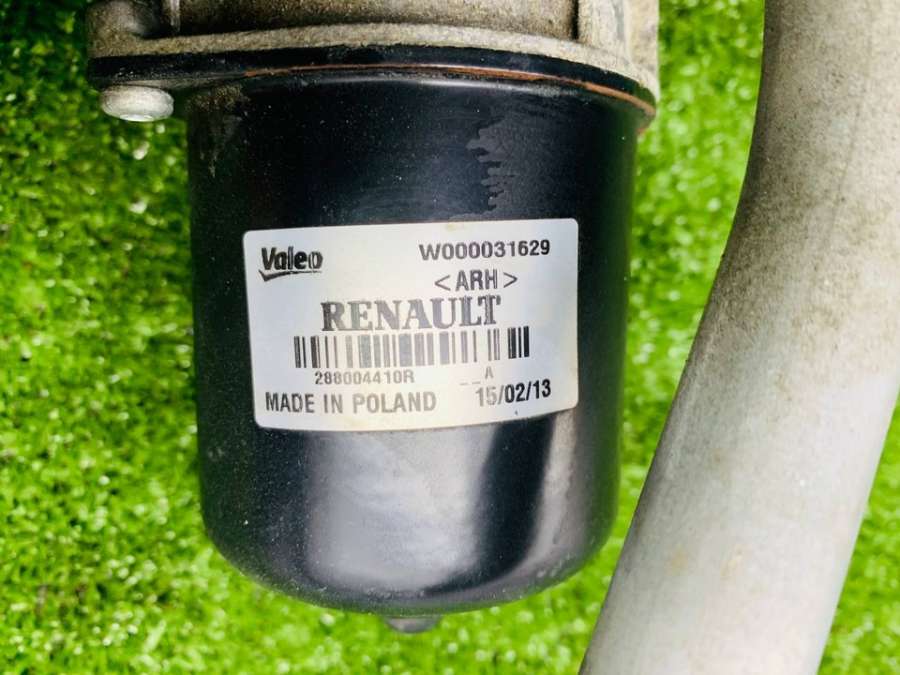 Valeo W000031629
<ARH>
RENAULT
288004410R _ _ A
MADE IN POLAND 15/02/13